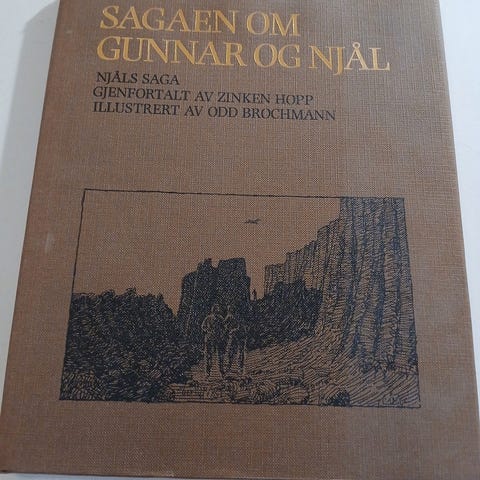 SAGAEN OM
GUNNAR OG NJÅL
NJÅLS SAGA
GJENFORTALT AV ZINKEN HOPP
ILLUSTRERT AV ODD BROCHMANN